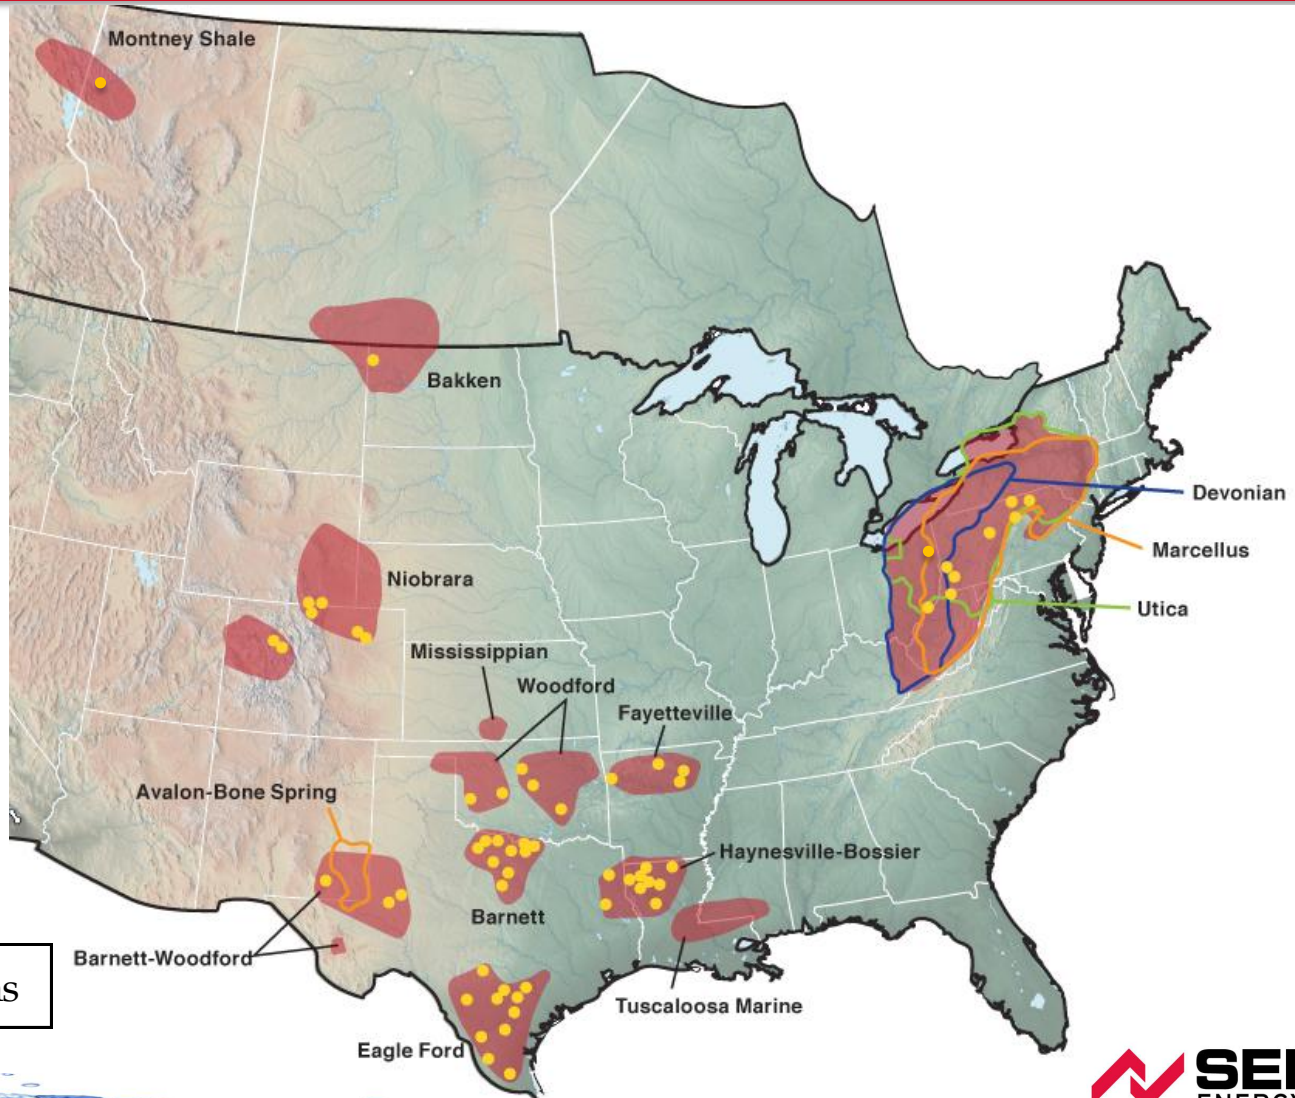 Montney Shale
Bakken
Devonian
Marcellus
Niobrara
Utica
Mississippian
Woodford
Fayetteville
Avalon-Bone Spring
Haynesville-Bossier
Barnett
Barnett-Woodford
Tuscaloosa Marine
Eagle Ford